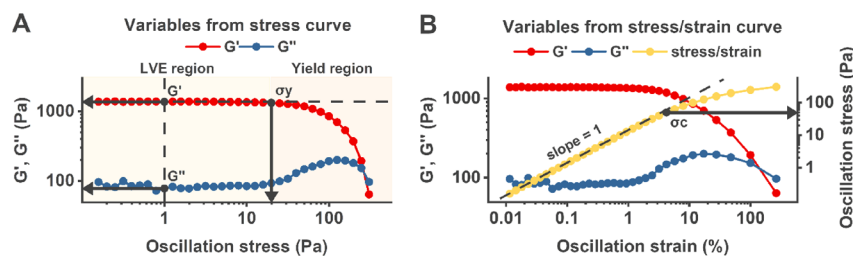 A
Variables from stress curve
G' G''
LVE region Yield region
G' σy
1000
100
G''
G', G'' (Pa)
1 10 100
Oscillation stress (Pa)
B
Variables from stress/strain curve
G' G'' stress/strain
1000
100
G', G'' (Pa)
slope = 1
σc
100
10
1
Oscillation stress (Pa)
0.01 0.1 1 10 100
Oscillation strain (%)